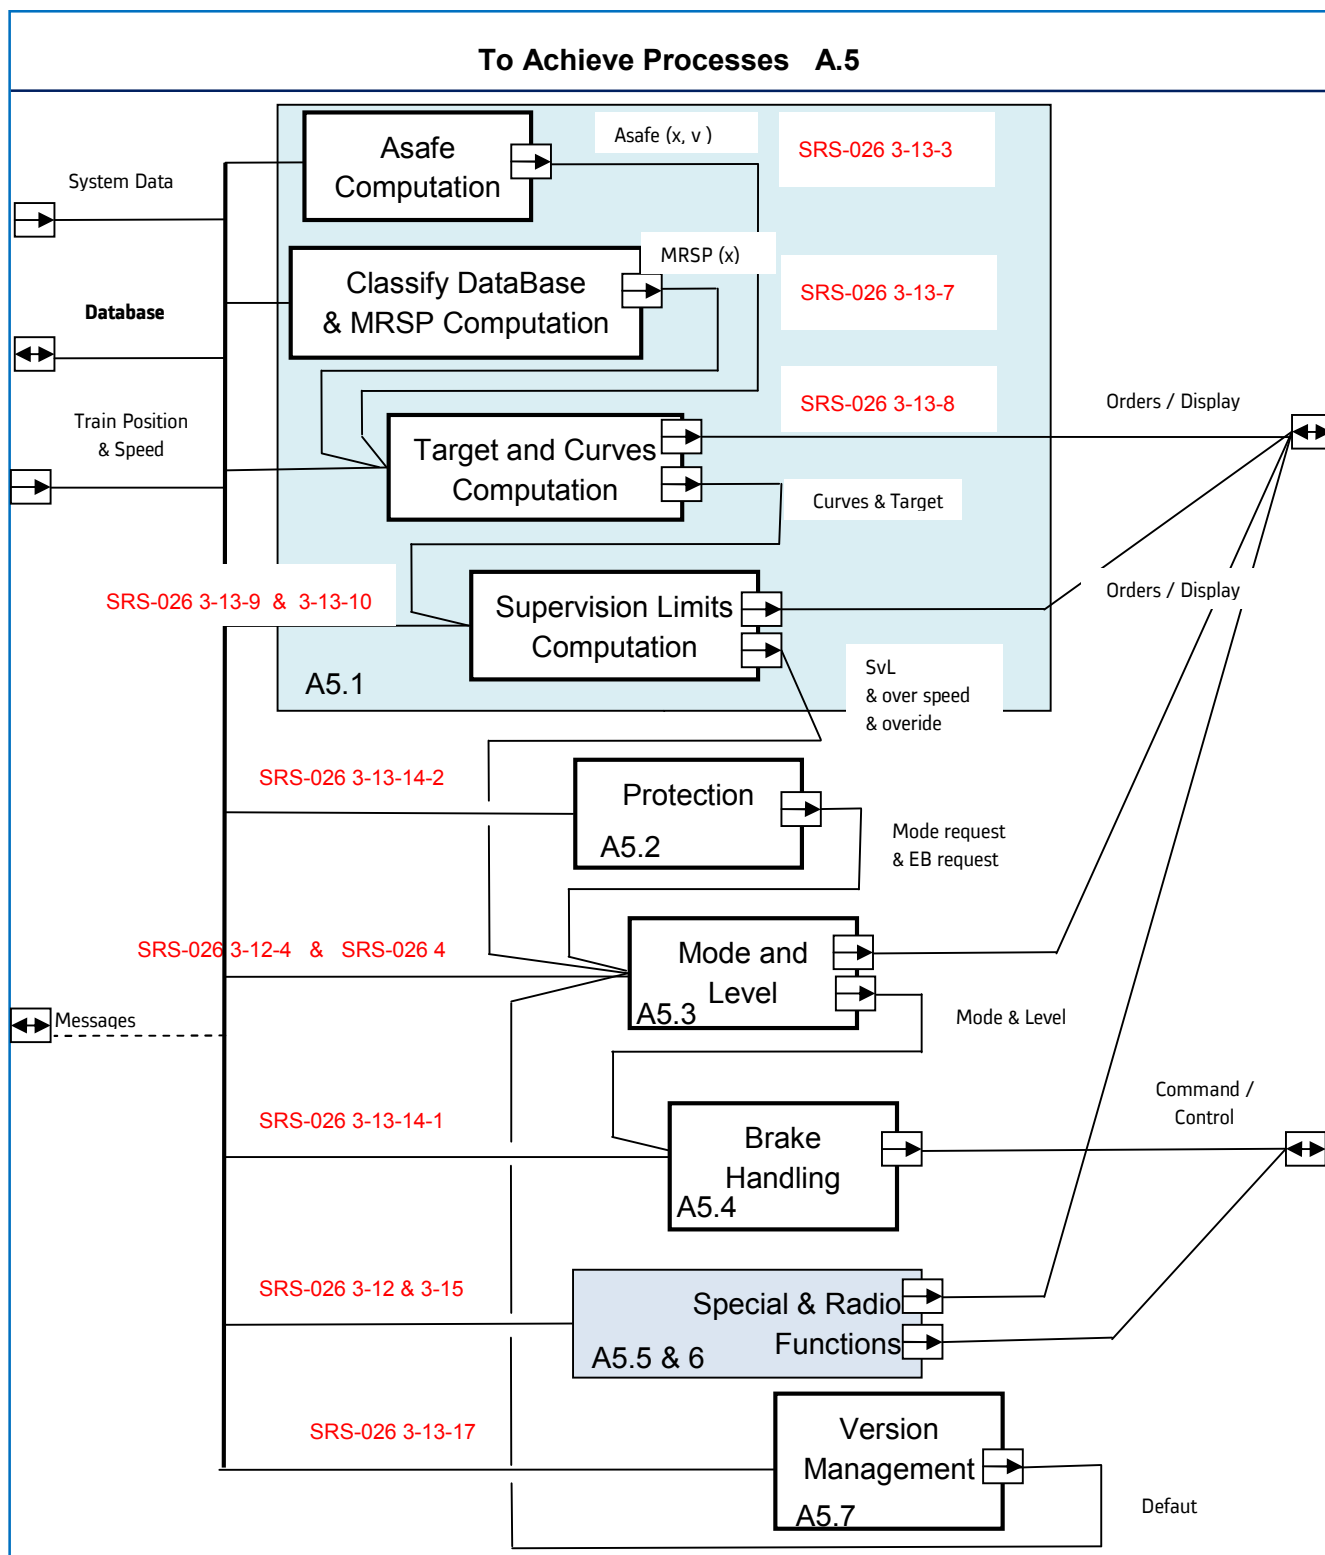 To Achieve Processes A.5
Asafe
Computation
Asafe (x, v )
SRS-026 3-13-3
System Data
MRSP (x)
Classify DataBase
& MRSP Computation
SRS-026 3-13-7
Database
SRS-026 3-13-8
Orders / Display
Train Position
& Speed
Target and Curves
Computation
Curves & Target
SRS-026 3-13-9 & 3-13-10
Supervision Limits
Computation
Orders / Display
A5.1
SvL
& over speed
& overide
SRS-026 3-13-14-2
Protection
A5.2
Mode request
& EB request
SRS-026 3-12-4 & SRS-026 4
Mode and
Level
A5.3
Messages
Mode & Level
SRS-026 3-13-14-1
Brake
Handling
A5.4
Command /
Control
SRS-026 3-12 & 3-15
Special & Radio
Functions
A5.5 & 6
SRS-026 3-13-17
Version
Management
A5.7
Defaut